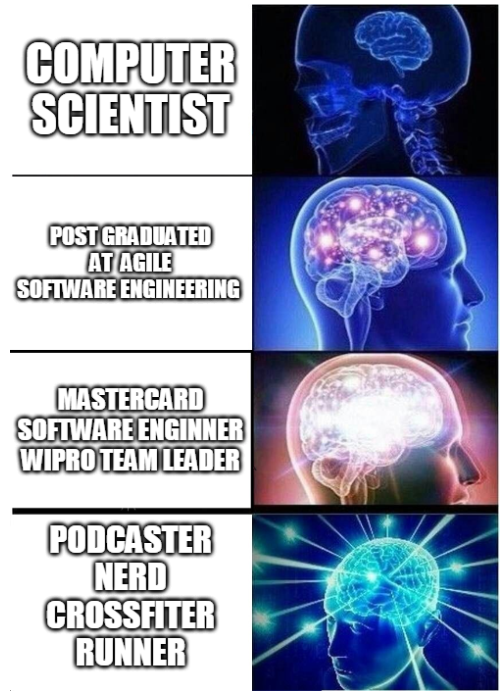 COMPUTER
SCIENTIST
POST GRADUATED
AT AGILE
SOFTWARE ENGINEERING
MASTERCARD
SOFTWARE ENGINNER
WIPRO TEAM LEADER
PODCASTER
NERD
CROSSFITER
RUNNER